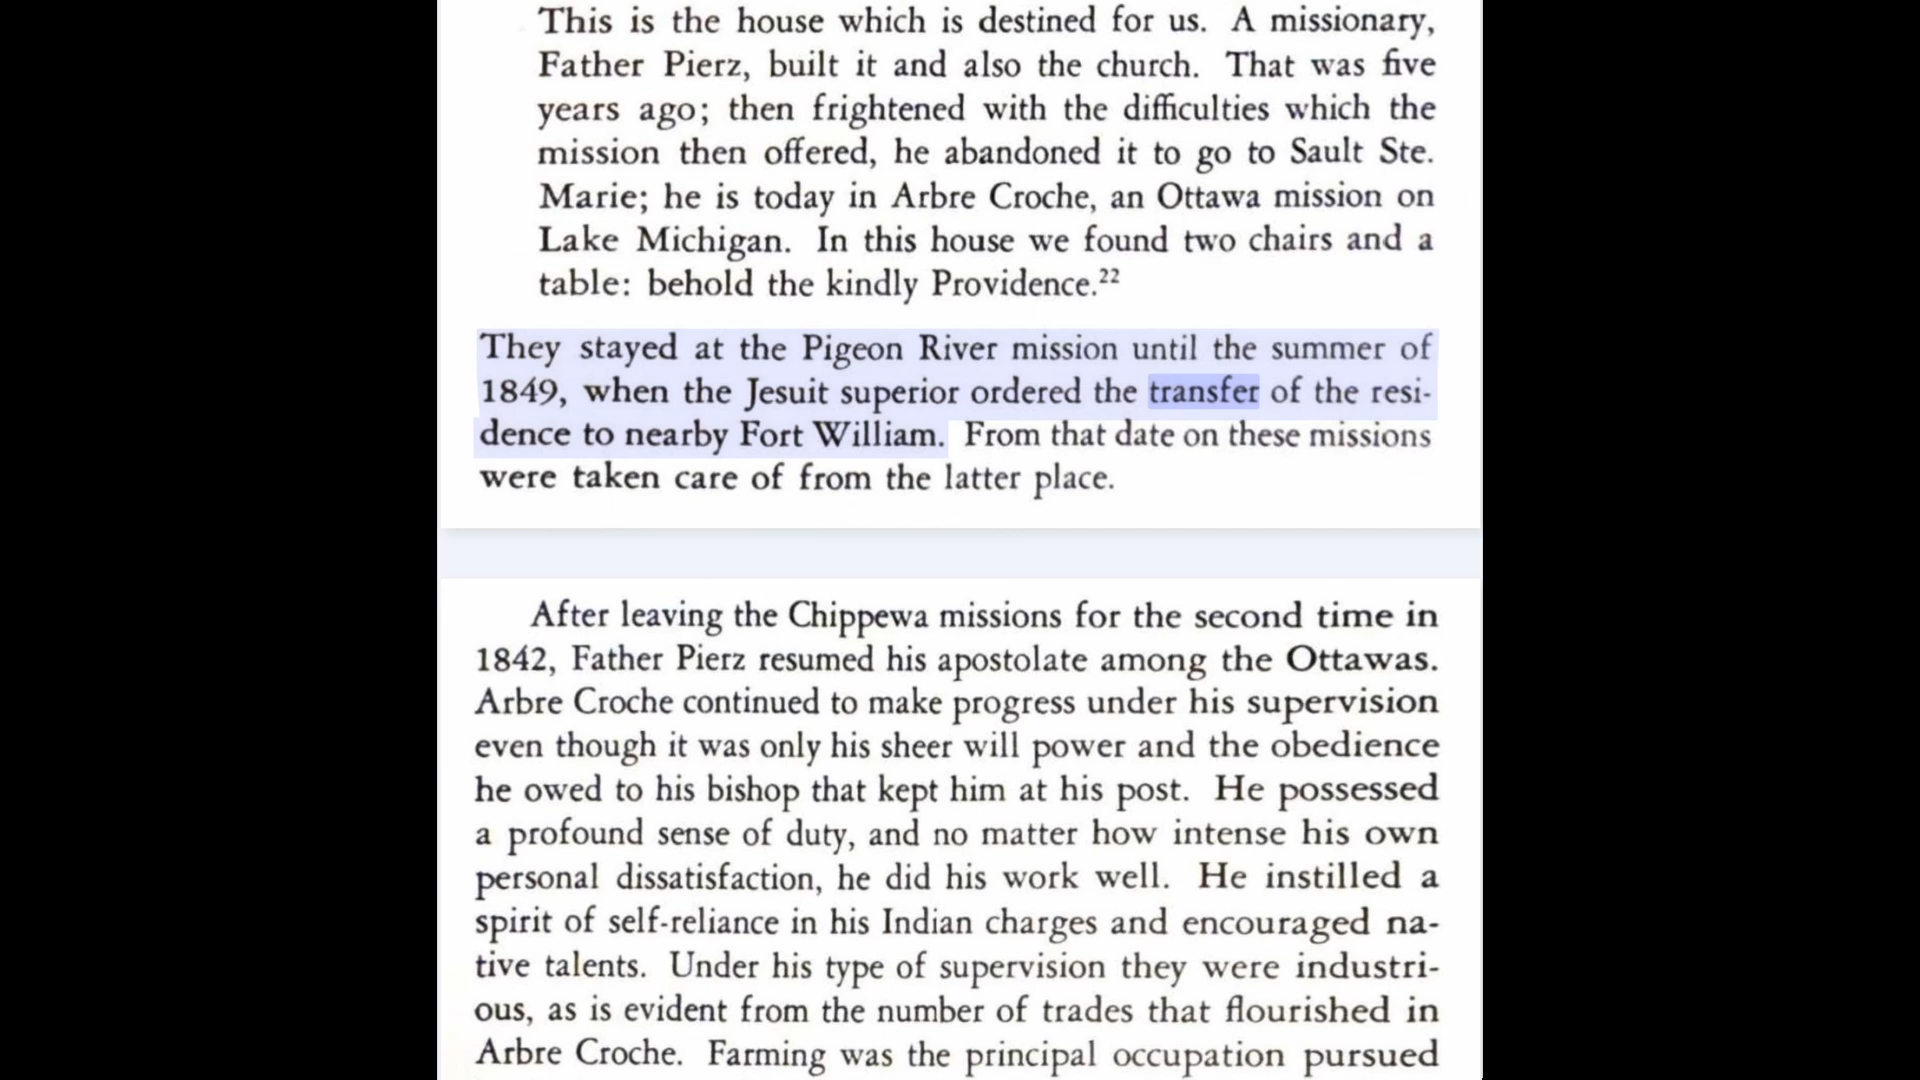 This is the house which is destined for us. A missionary,
Father Pierz, built it and also the church. That was five
years ago; then frightened with the difficulties which the
mission then offered, he abandoned it to go to Sault Ste.
Marie; he is today in Arbre Croche, an Ottawa mission on
Lake Michigan. In this house we found two chairs and a
table: behold the kindly Providence.²²
They stayed at the Pigeon River mission until the summer of
1849, when the Jesuit superior ordered the transfer of the resi-
dence to nearby Fort William. From that date on these missions
were taken care of from the latter place.
After leaving the Chippewa missions for the second time in
1842, Father Pierz resumed his apostolate among the Ottawas.
Arbre Croche continued to make progress under his supervision
even though it was only his sheer will power and the obedience
he owed to his bishop that kept him at his post. He possessed
a profound sense of duty, and no matter how intense his own
personal dissatisfaction, he did his work well. He instilled a
spirit of self-reliance in his Indian charges and encouraged na-
tive talents. Under his type of supervision they were industri-
ous, as is evident from the number of trades that flourished in
Arbre Croche. Farming was the principal occupation pursued